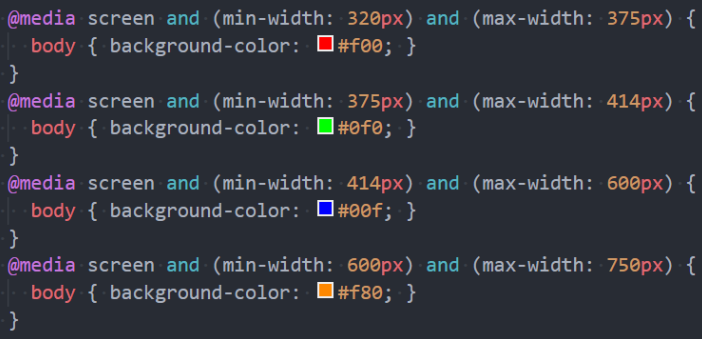 @media screen and (min-width: 320px) and (max-width: 375px) {
  body { background-color: #f00; }
}
@media screen and (min-width: 375px) and (max-width: 414px) {
  body { background-color: #0f0; }
}
@media screen and (min-width: 414px) and (max-width: 600px) {
  body { background-color: #00f; }
}
@media screen and (min-width: 600px) and (max-width: 750px) {
  body { background-color: #f80; }
}